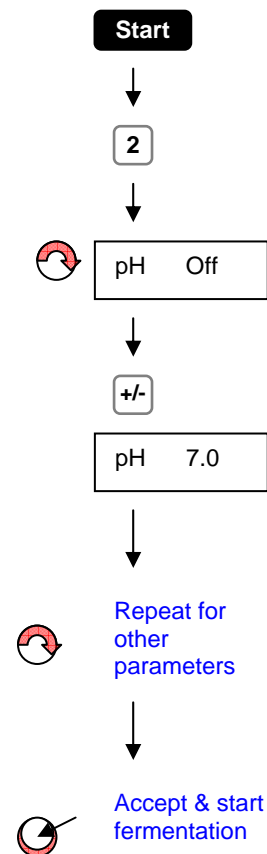 Start
2
pH Off
+/-
pH 7.0
Repeat for
other
parameters
Accept & start
fermentation